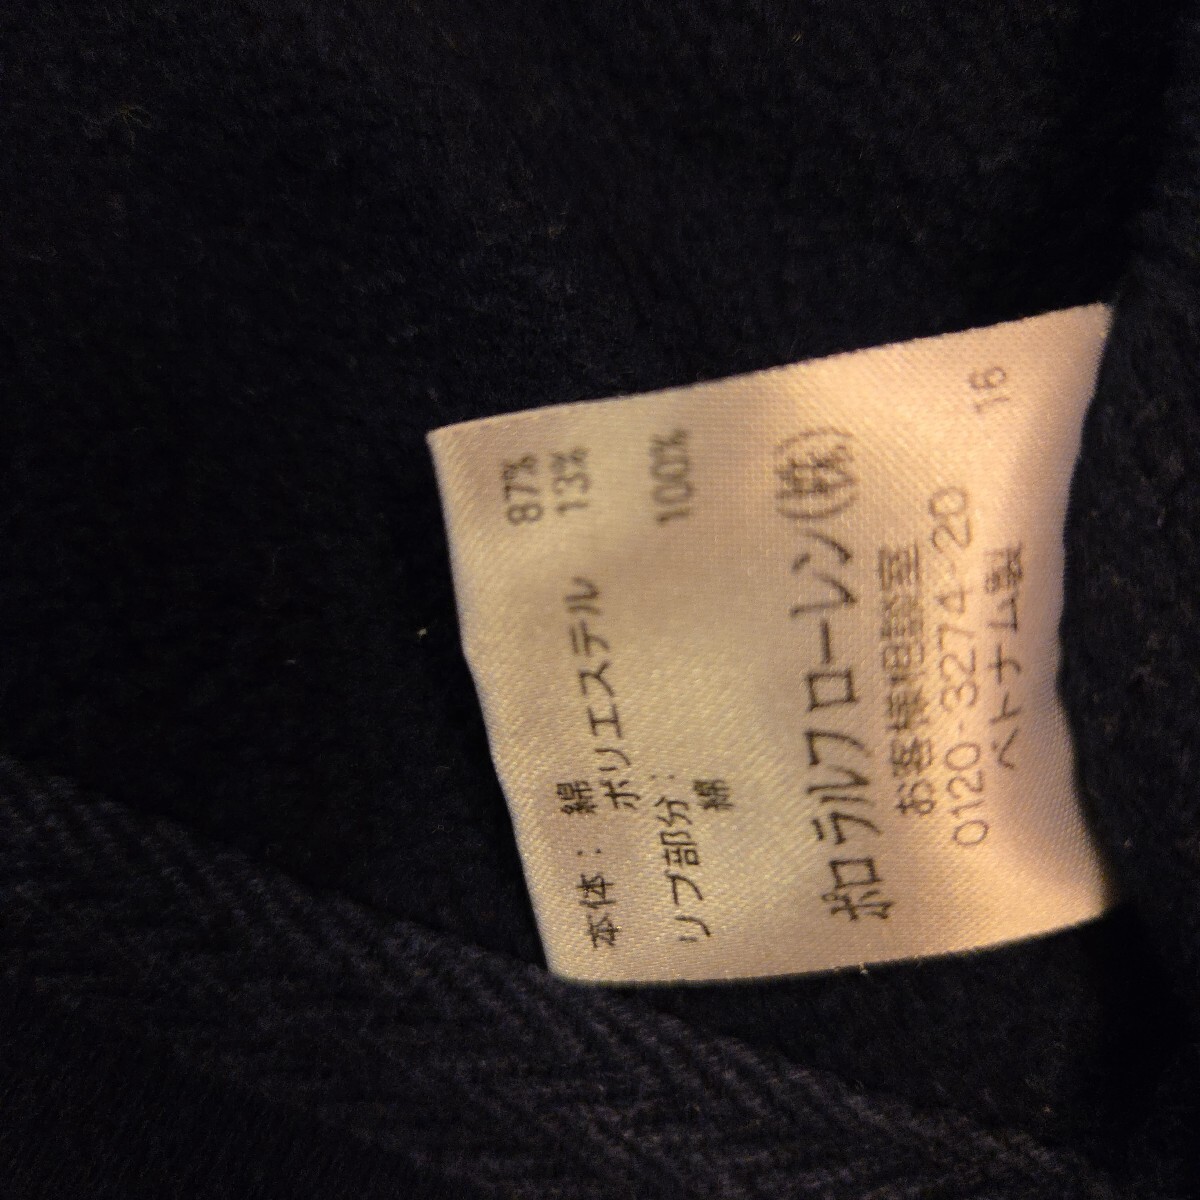 本体: 綿 87%
ポリエステル 13%
リブ部分:
綿 100%
ポロラルフローレン(株)
お客様相談室
0120-3274-20
ベトナム製 16